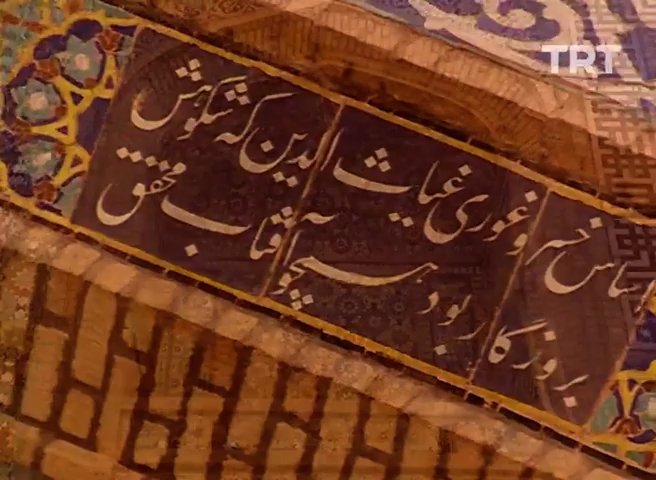 TRT
اساس خسرو غوری غیاث الدین که شکوهش
بروزگار بود همچو آفتاب محقق